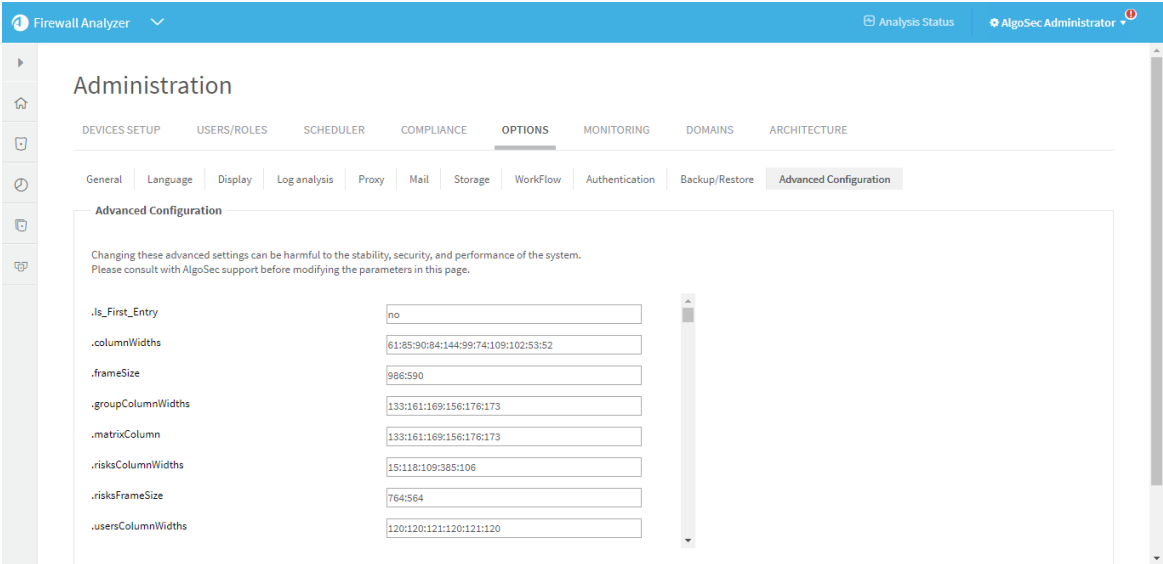 Firewall Analyzer
Analysis Status
AlgoSec Administrator
Administration
DEVICES SETUP USERS/ROLES SCHEDULER COMPLIANCE OPTIONS MONITORING DOMAINS ARCHITECTURE
General Language Display Log analysis Proxy Mail Storage WorkFlow Authentication Backup/Restore Advanced Configuration
Advanced Configuration
Changing these advanced settings can be harmful to the stability, security, and performance of the system.
Please consult with AlgoSec support before modifying the parameters in this page.
.Is_First_Entry no
.columnWidths 61:85:90:84:144:99:74:109:102:53:52
.frameSize 986:590
.groupColumnWidths 133:161:169:156:176:173
.matrixColumn 133:161:169:156:176:173
.risksColumnWidths 15:118:109:385:106
.risksFrameSize 764:564
.usersColumnWidths 120:120:121:120:121:120